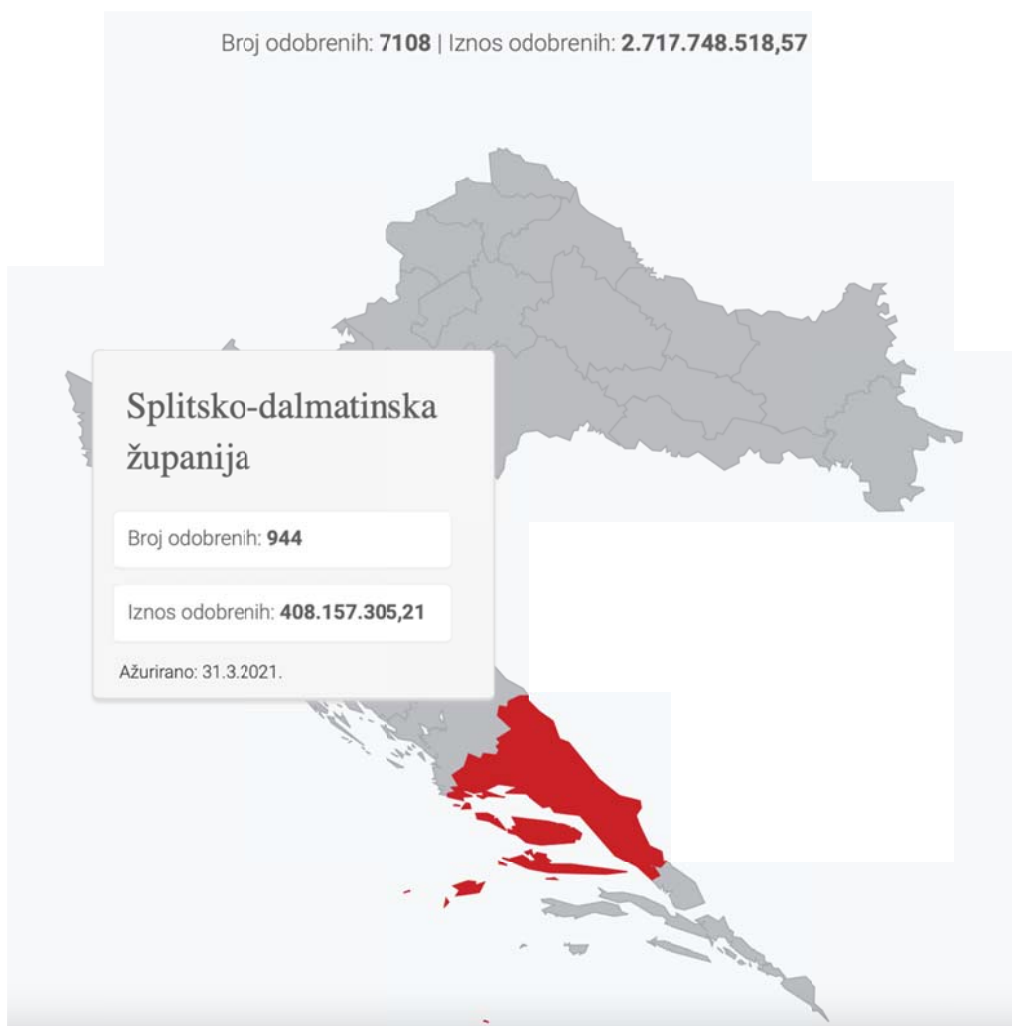 Broj odobrenih: 7108 | Iznos odobrenih: 2.717.748.518,57
Splitsko-dalmatinska
županija
Broj odobrenih: 944
Iznos odobrenih: 408.157.305,21
Ažurirano: 31.3.2021.